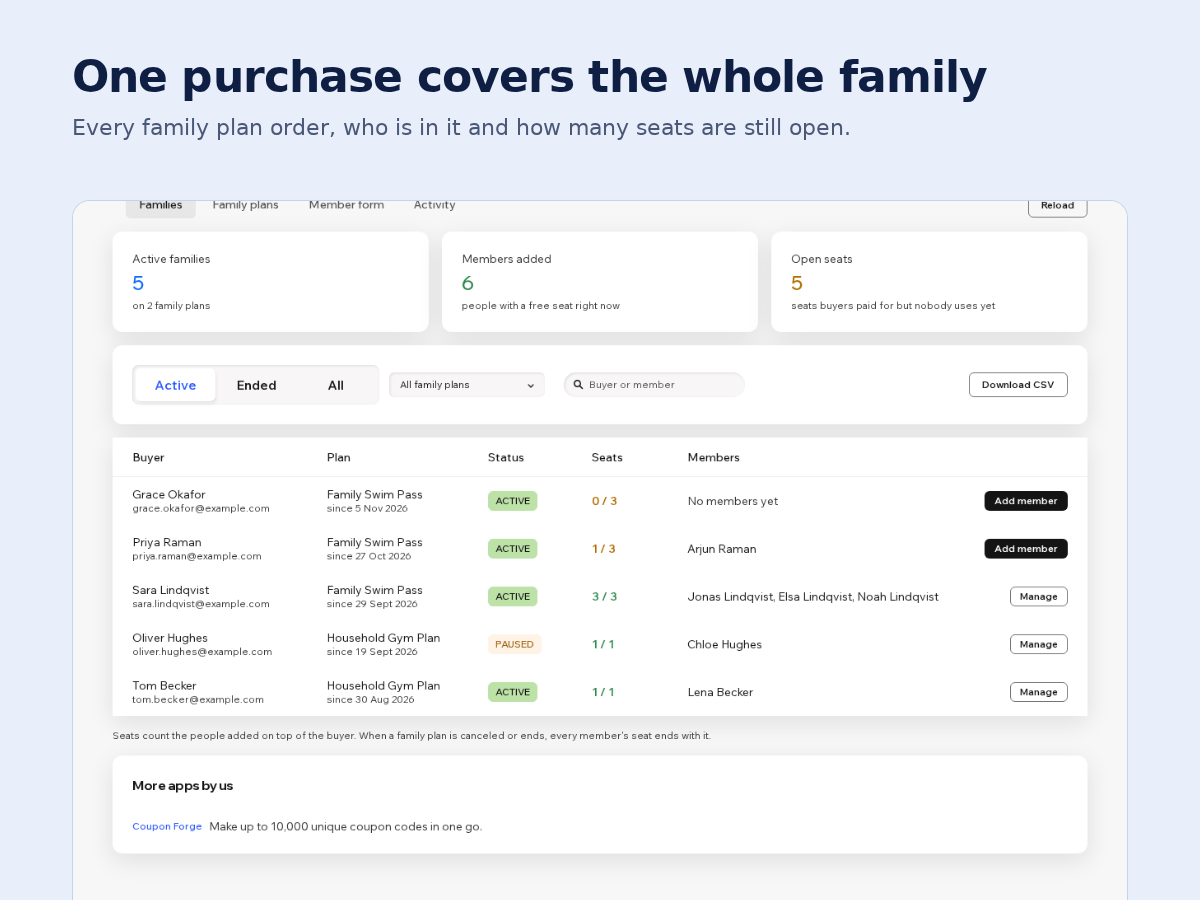 One purchase covers the whole family
Every family plan order, who is in it and how many seats are still open.
Families Family plans Member form Activity Reload
Active families
5
on 2 family plans
Members added
6
people with a free seat right now
Open seats
5
seats buyers paid for but nobody uses yet
Active Ended All All family plans Buyer or member Download CSV
Buyer Plan Status Seats Members
Grace Okafor
grace.okafor@example.com
Family Swim Pass
since 5 Nov 2026
ACTIVE 0 / 3 No members yet Add member
Priya Raman
priya.raman@example.com
Family Swim Pass
since 27 Oct 2026
ACTIVE 1 / 3 Arjun Raman Add member
Sara Lindqvist
sara.lindqvist@example.com
Family Swim Pass
since 29 Sept 2026
ACTIVE 3 / 3 Jonas Lindqvist, Elsa Lindqvist, Noah Lindqvist Manage
Oliver Hughes
oliver.hughes@example.com
Household Gym Plan
since 19 Sept 2026
PAUSED 1 / 1 Chloe Hughes Manage
Tom Becker
tom.becker@example.com
Household Gym Plan
since 30 Aug 2026
ACTIVE 1 / 1 Lena Becker Manage
Seats count the people added on top of the buyer. When a family plan is canceled or ends, every member's seat ends with it.
More apps by us
Coupon Forge Make up to 10,000 unique coupon codes in one go.